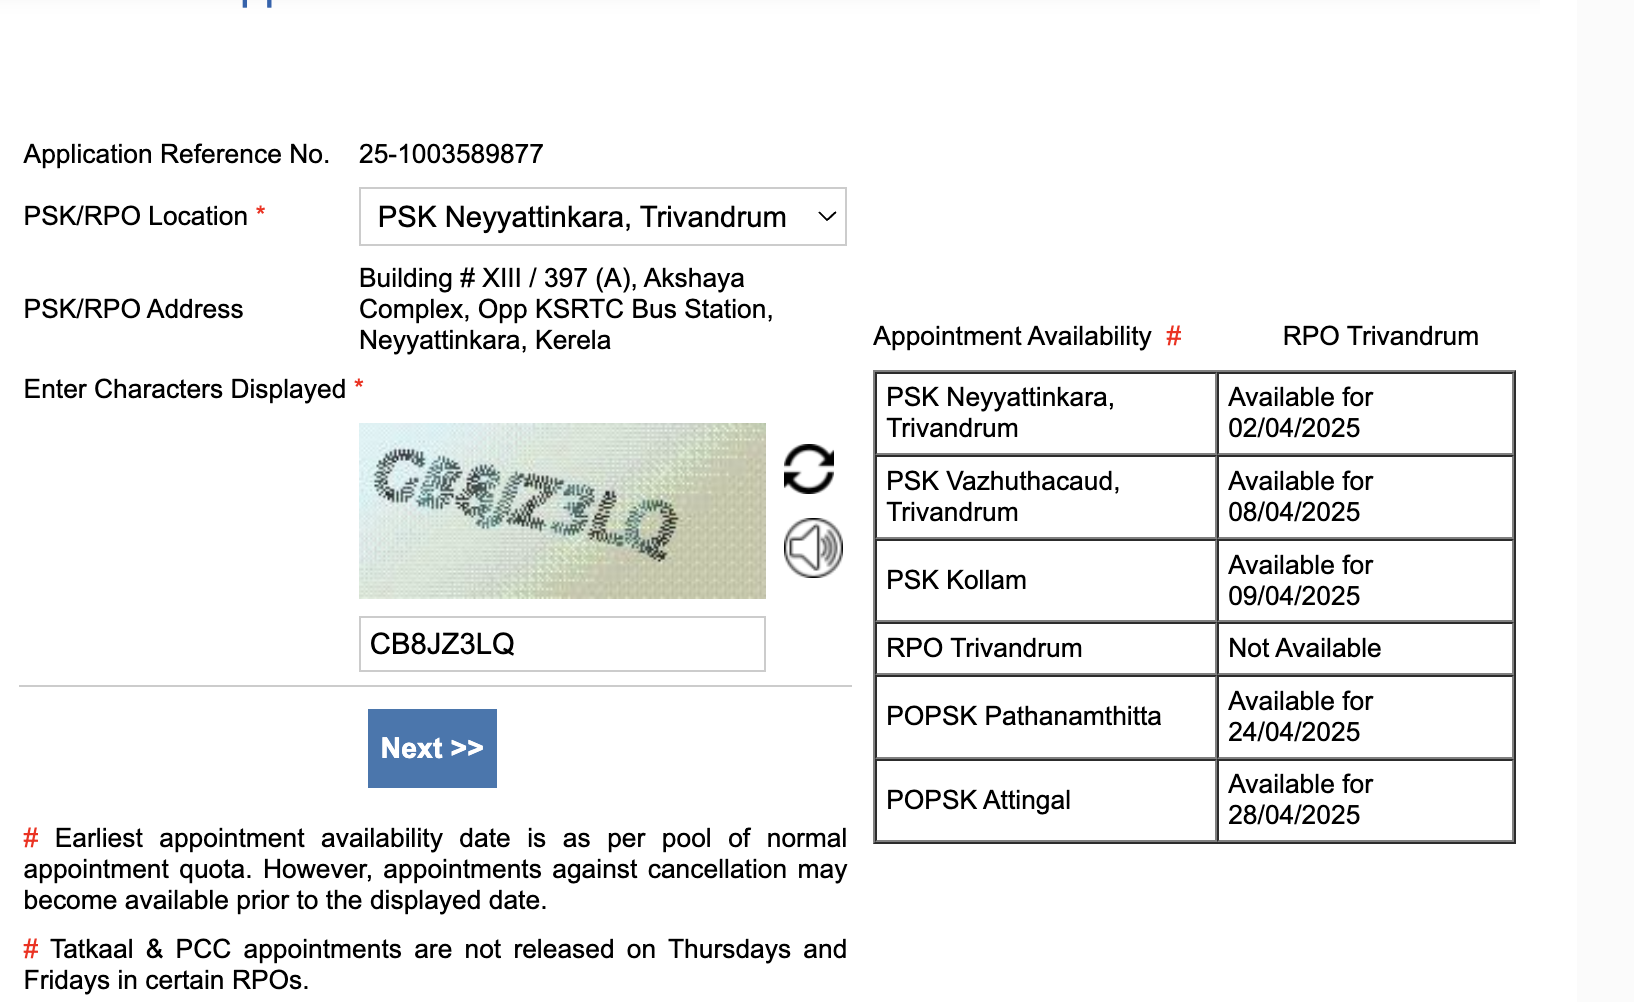 Application Reference No. 25-1003589877
PSK/RPO Location * PSK Neyyattinkara, Trivandrum
PSK/RPO Address
Building # XIII / 397 (A), Akshaya
Complex, Opp KSRTC Bus Station,
Neyyattinkara, Kerela
Enter Characters Displayed *
CB8JZ3LQ
Next >>
# Earliest appointment availability date is as per pool of normal
appointment quota. However, appointments against cancellation may
become available prior to the displayed date.
# Tatkaal & PCC appointments are not released on Thursdays and
Fridays in certain RPOs.
Appointment Availability # RPO Trivandrum
PSK Neyyattinkara,
Trivandrum
Available for
02/04/2025
PSK Vazhuthacaud,
Trivandrum
Available for
08/04/2025
PSK Kollam
Available for
09/04/2025
RPO Trivandrum
Not Available
POPSK Pathanamthitta
Available for
24/04/2025
POPSK Attingal
Available for
28/04/2025